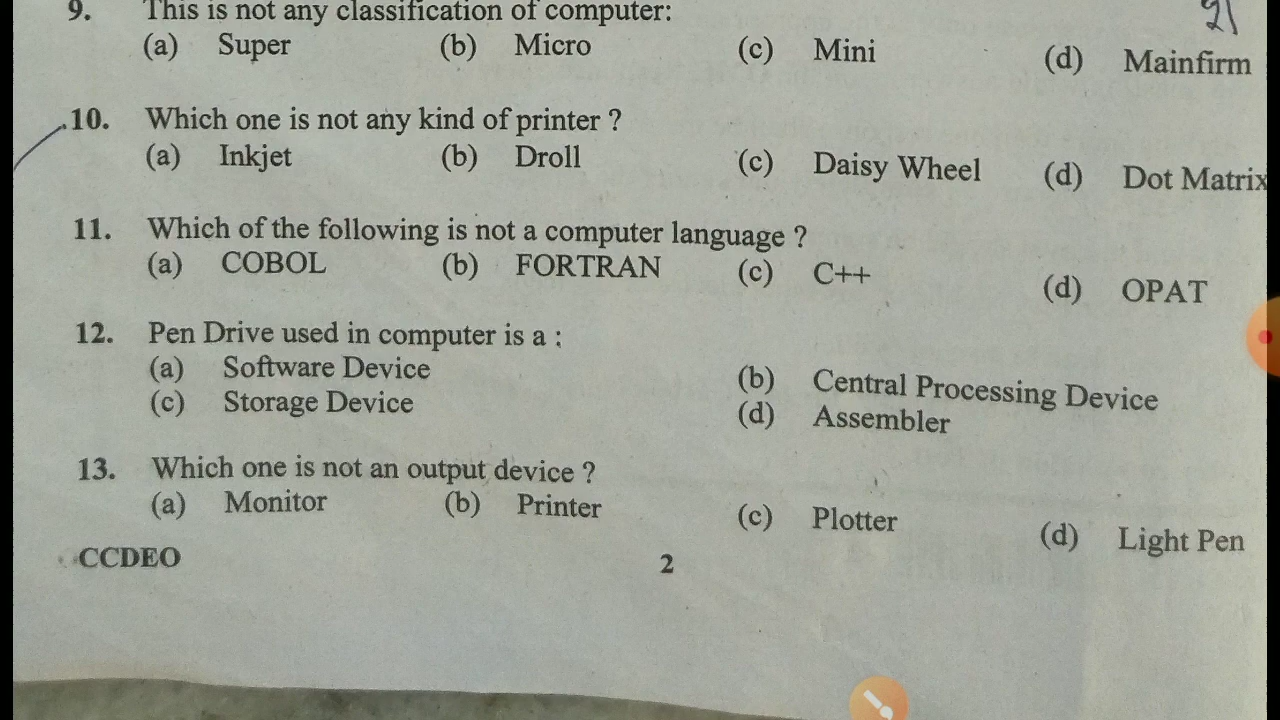 9. This is not any classification of computer:
(a) Super (b) Micro (c) Mini (d) Mainfirm
10. Which one is not any kind of printer ?
(a) Inkjet (b) Droll (c) Daisy Wheel (d) Dot Matrix
11. Which of the following is not a computer language ?
(a) COBOL (b) FORTRAN (c) C++ (d) OPAT
12. Pen Drive used in computer is a :
(a) Software Device (b) Central Processing Device
(c) Storage Device (d) Assembler
13. Which one is not an output device ?
(a) Monitor (b) Printer (c) Plotter (d) Light Pen
CCDEO 2